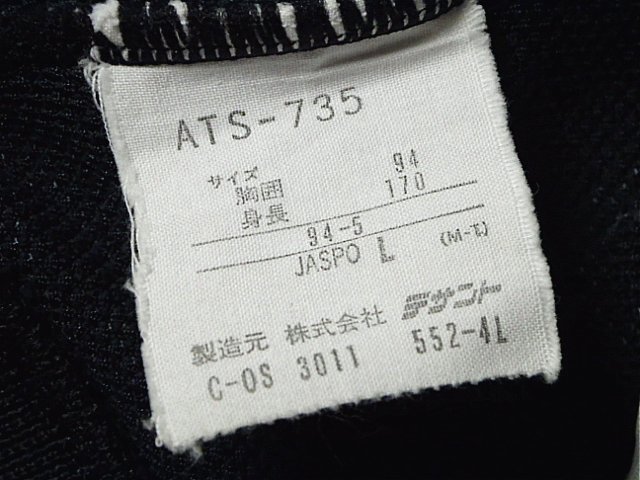 ATS-735
サイズ
胸囲 94
身長 170
94-5
JASPO L (M-T)
製造元 株式会社 デサント
C-OS 3011 552-4L